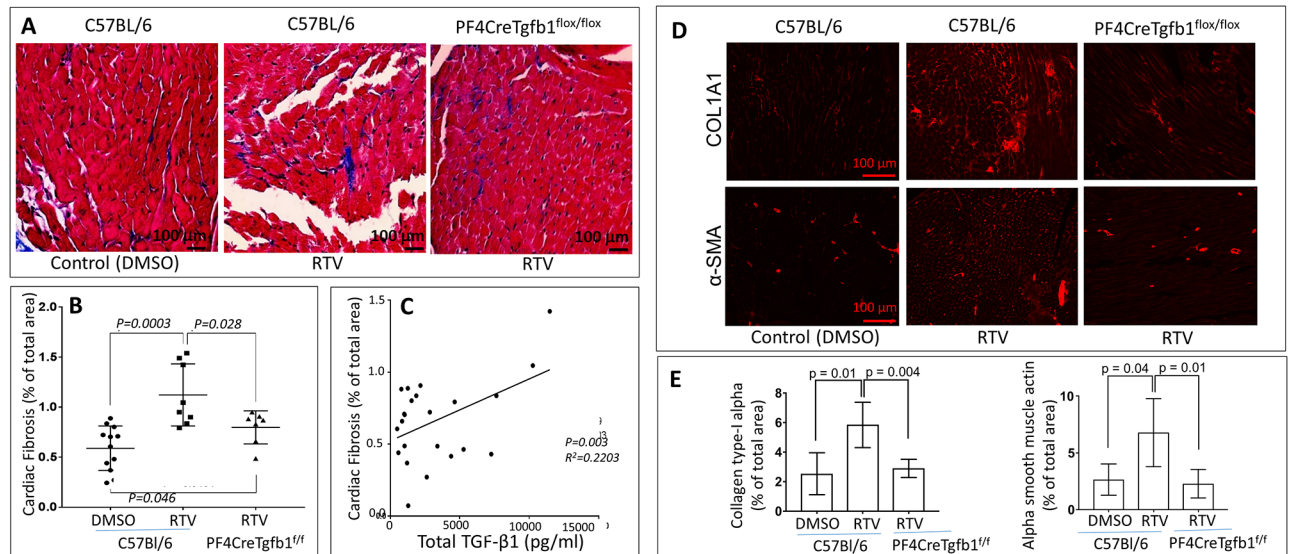 A
C57BL/6
C57BL/6
PF4CreTgfb1flox/flox
100 µm
100 µm
100 µm
Control (DMSO)
RTV
RTV
B
Cardiac Fibrosis (% of total area)
2.0
1.5
1.0
0.5
0.0
P=0.0003
P=0.028
P=0.046
DMSO
RTV
RTV
C57Bl/6
PF4CreTgfb1f/f
C
Cardiac Fibrosis (% of total area)
1.5
1.0
0.5
0.0
P=0.003
R2=0.2203
0
5000
10000
15000
Total TGF-β1 (pg/ml)
D
C57BL/6
C57BL/6
PF4CreTgfb1flox/flox
COL1A1
100 µm
α-SMA
100 µm
Control (DMSO)
RTV
RTV
E
Collagen type-I alpha
(% of total area)
8
6
4
2
0
p = 0.01
p = 0.004
DMSO
RTV
RTV
C57Bl/6
PF4CreTgfb1f/f
Alpha smooth muscle actin
(% of total area)
10
5
0
p = 0.04
p = 0.01
DMSO
RTV
RTV
C57Bl/6
PF4CreTgfb1f/f